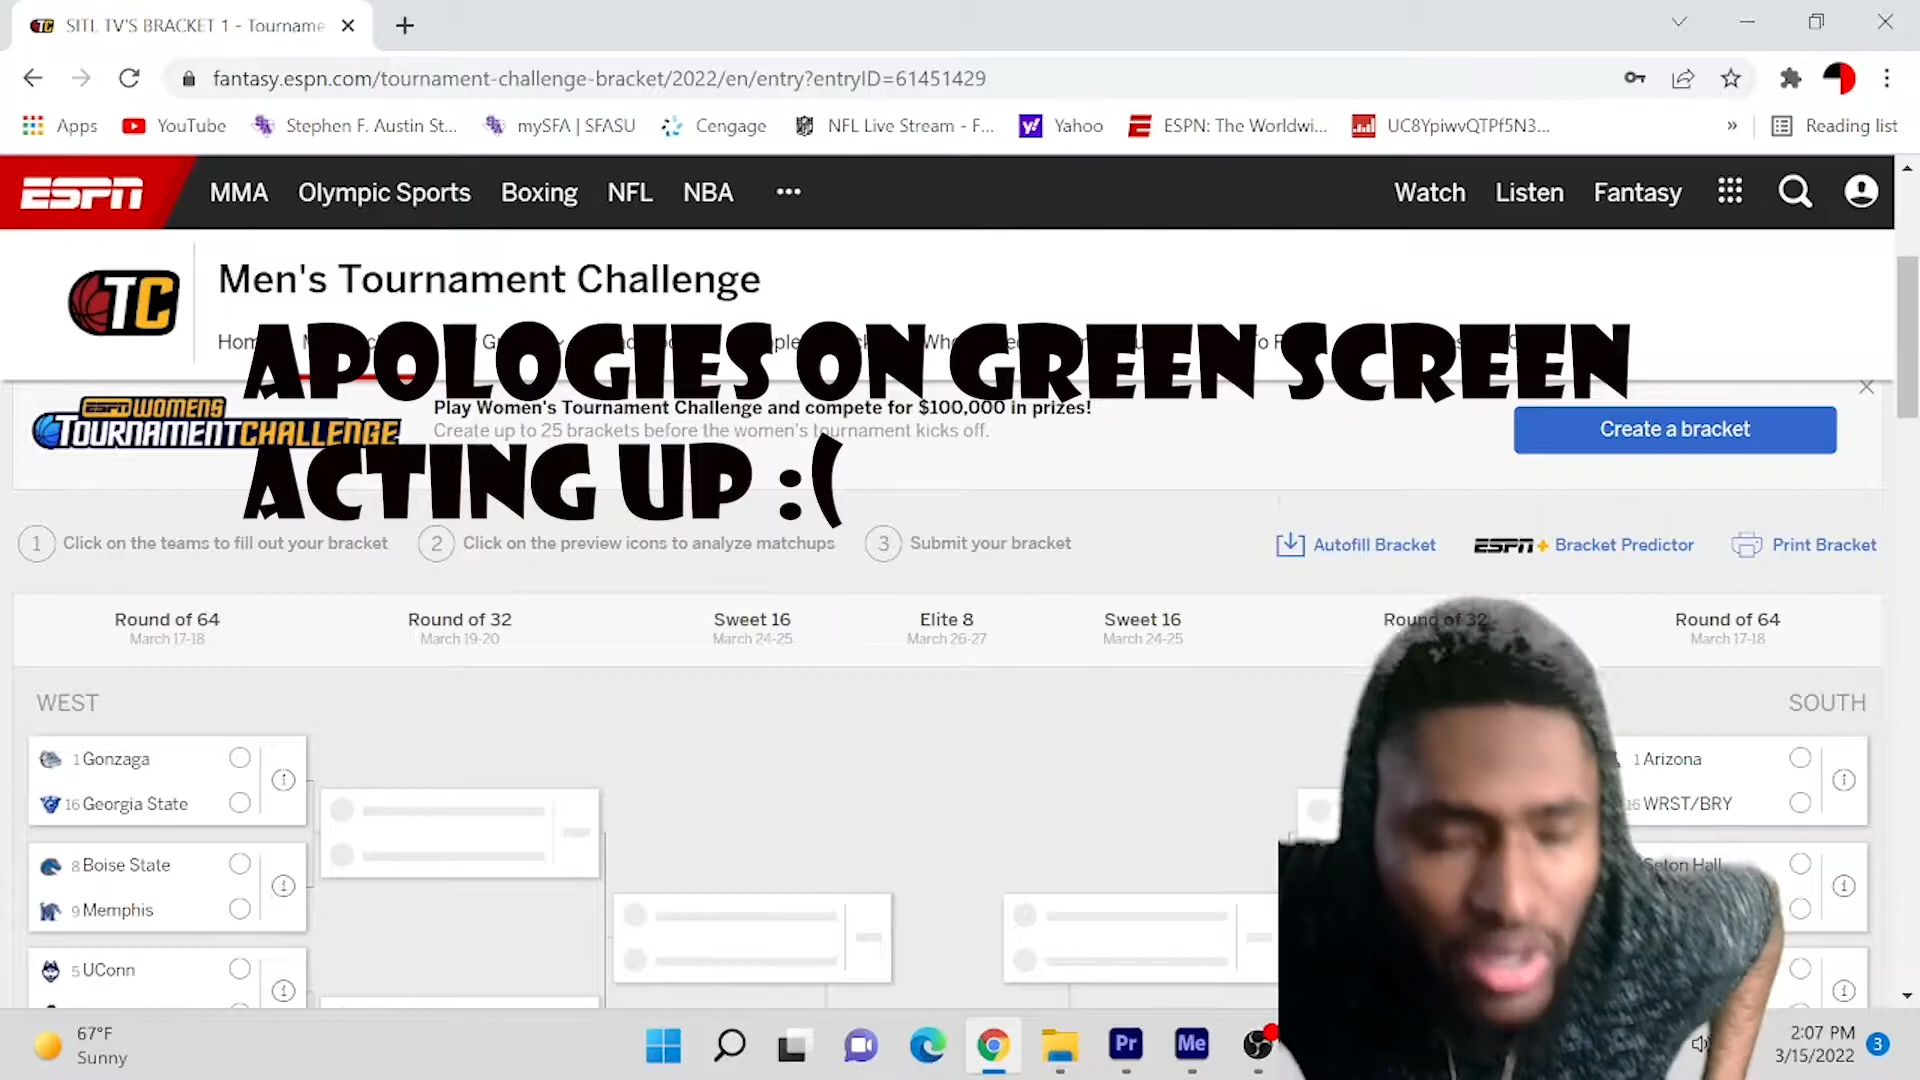 SITL TV'S BRACKET 1 - Tourname
fantasy.espn.com/tournament-challenge-bracket/2022/en/entry?entryID=61451429
Apps YouTube Stephen F. Austin St... mySFA | SFASU Cengage NFL Live Stream - F... Yahoo ESPN: The Worldwi... UC8YpiwvQTPf5N3... » Reading list
ESPN MMA Olympic Sports Boxing NFL NBA ••• Watch Listen Fantasy
TC Men's Tournament Challenge
APOLOGIES ON GREEN SCREEN
ESPN WOMENS
TOURNAMENT CHALLENGE
Play Women's Tournament Challenge and compete for $100,000 in prizes!
Create up to 25 brackets before the women's tournament kicks off.
Create a bracket
ACTING UP :(
1 Click on the teams to fill out your bracket 2 Click on the preview icons to analyze matchups 3 Submit your bracket Autofill Bracket ESPN+ Bracket Predictor Print Bracket
Round of 64 Round of 32 Sweet 16 Elite 8 Sweet 16 Round of 32 Round of 64
March 17-18 March 19-20 March 24-25 March 26-27 March 24-25 March 17-18
WEST SOUTH
1 Gonzaga 1 Arizona
16 Georgia State 16 WRST/BRY
8 Boise State Seton Hall
9 Memphis
5 UConn
67°F
Sunny
Pr Me
2:07 PM
3/15/2022 3